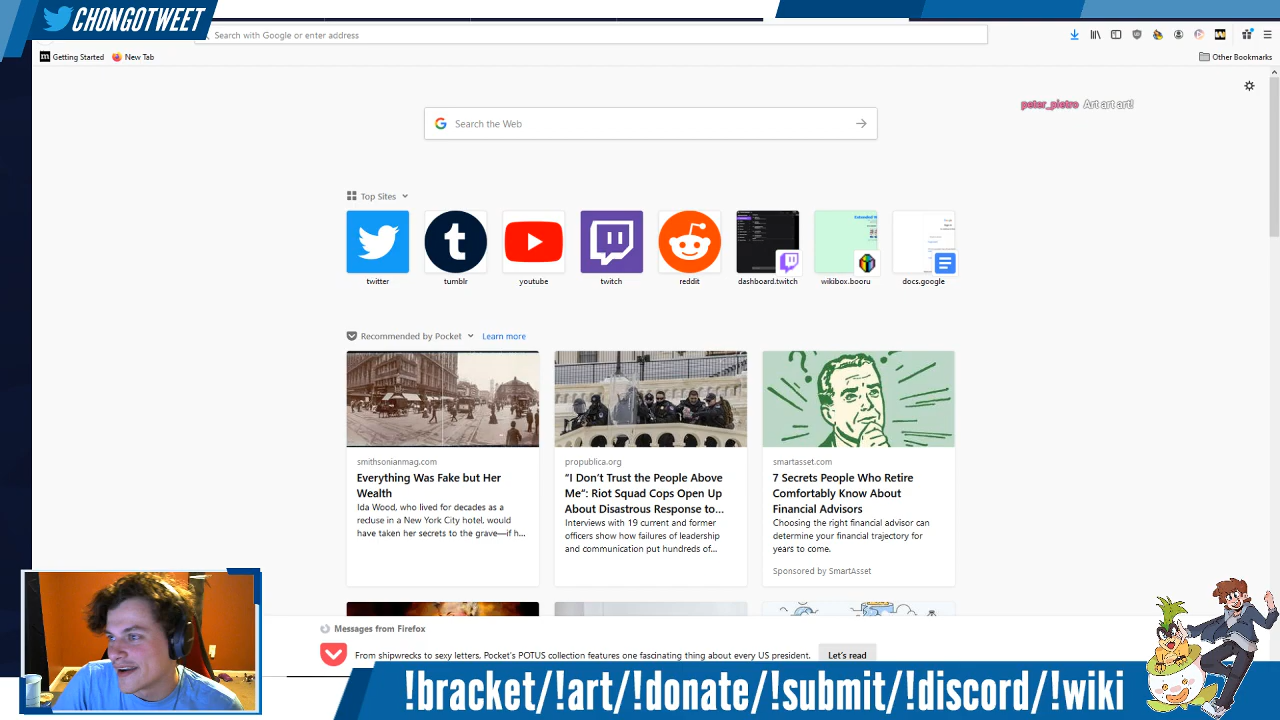 CHONGOTWEET
Search with Google or enter address
Getting Started
New Tab
Other Bookmarks
peter_pietro Art art art!
Search the Web
Top Sites
twitter
tumblr
youtube
twitch
reddit
dashboard.twitch
wikibox.booru
docs.google
Recommended by Pocket
Learn more
smithsonianmag.com
Everything Was Fake but Her
Wealth
Ida Wood, who lived for decades as a
recluse in a New York City hotel, would
have taken her secrets to the grave—if h...
propublica.org
“I Don’t Trust the People Above
Me”: Riot Squad Cops Open Up
About Disastrous Response to...
Interviews with 19 current and former
officers show how failures of leadership
and communication put hundreds of...
smartasset.com
7 Secrets People Who Retire
Comfortably Know About
Financial Advisors
Choosing the right financial advisor can
determine your financial trajectory for
years to come.
Sponsored by SmartAsset
Messages from Firefox
From shipwrecks to sexy letters, Pocket's POTUS collection features one fascinating thing about every US president.
Let's read
!bracket/!art/!donate/!submit/!discord/!wiki